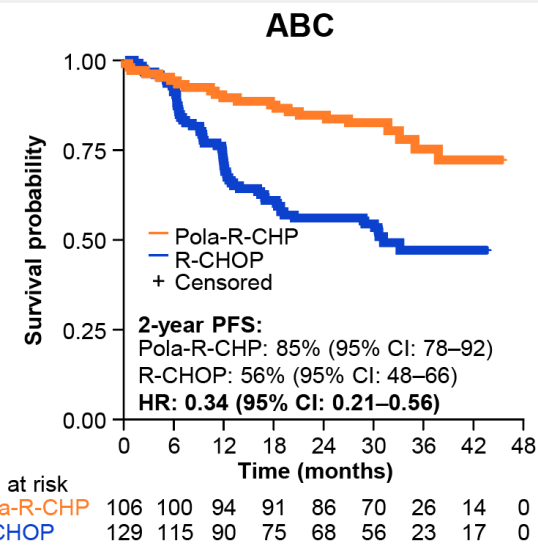 ABC
1.00
0.75
0.50
0.25
0.00
Survival probability
Pola-R-CHP
R-CHOP
+ Censored
2-year PFS:
Pola-R-CHP: 85% (95% CI: 78–92)
R-CHOP: 56% (95% CI: 48–66)
HR: 0.34 (95% CI: 0.21–0.56)
0 6 12 18 24 30 36 42 48
Time (months)
at risk
a-R-CHP 106 100 94 91 86 70 26 14 0
CHOP 129 115 90 75 68 56 23 17 0